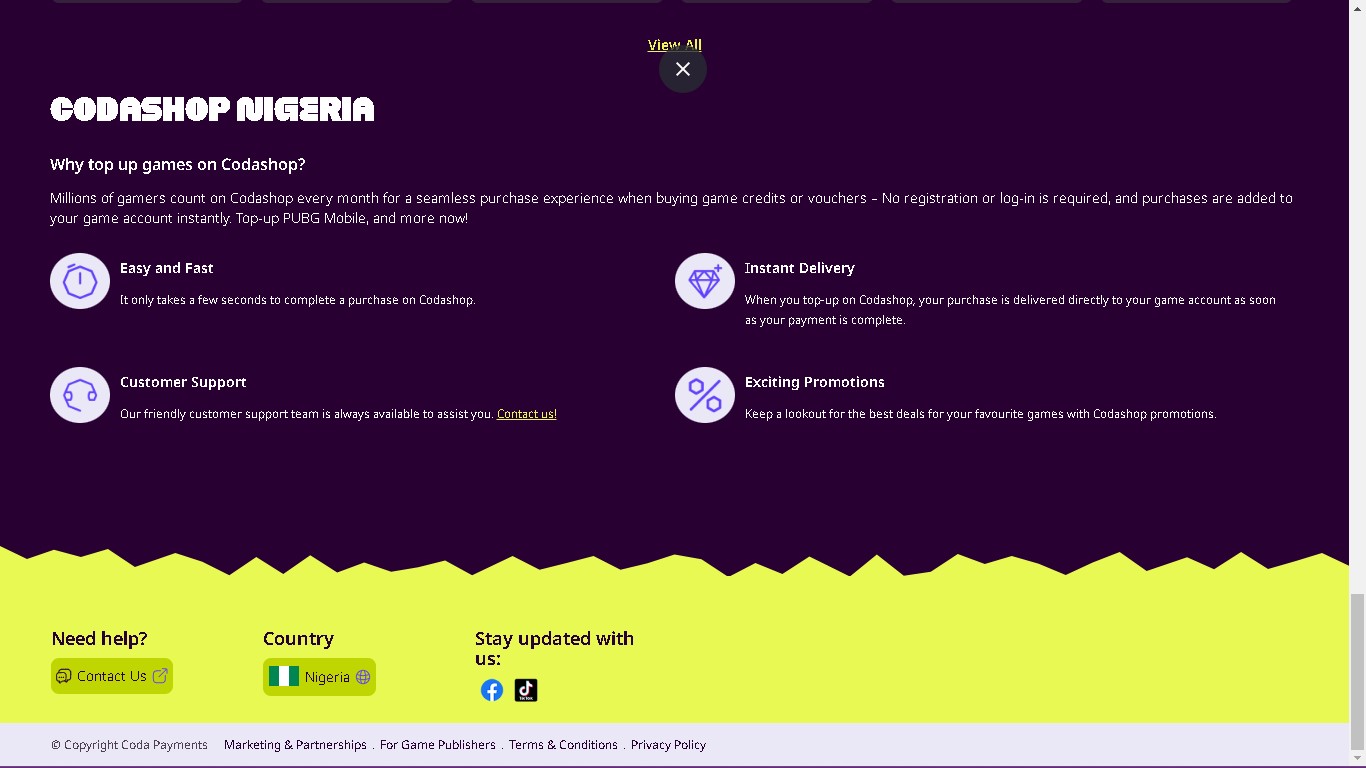 View All
CODASHOP NIGERIA
Why top up games on Codashop?
Millions of gamers count on Codashop every month for a seamless purchase experience when buying game credits or vouchers – No registration or log-in is required, and purchases are added to
your game account instantly. Top-up PUBG Mobile, and more now!
Easy and Fast
It only takes a few seconds to complete a purchase on Codashop.
Instant Delivery
When you top-up on Codashop, your purchase is delivered directly to your game account as soon
as your payment is complete.
Customer Support
Our friendly customer support team is always available to assist you. Contact us!
Exciting Promotions
Keep a lookout for the best deals for your favourite games with Codashop promotions.
Need help?
Contact Us
Country
Nigeria
Stay updated with
us:
TikTok
© Copyright Coda Payments Marketing & Partnerships . For Game Publishers . Terms & Conditions . Privacy Policy